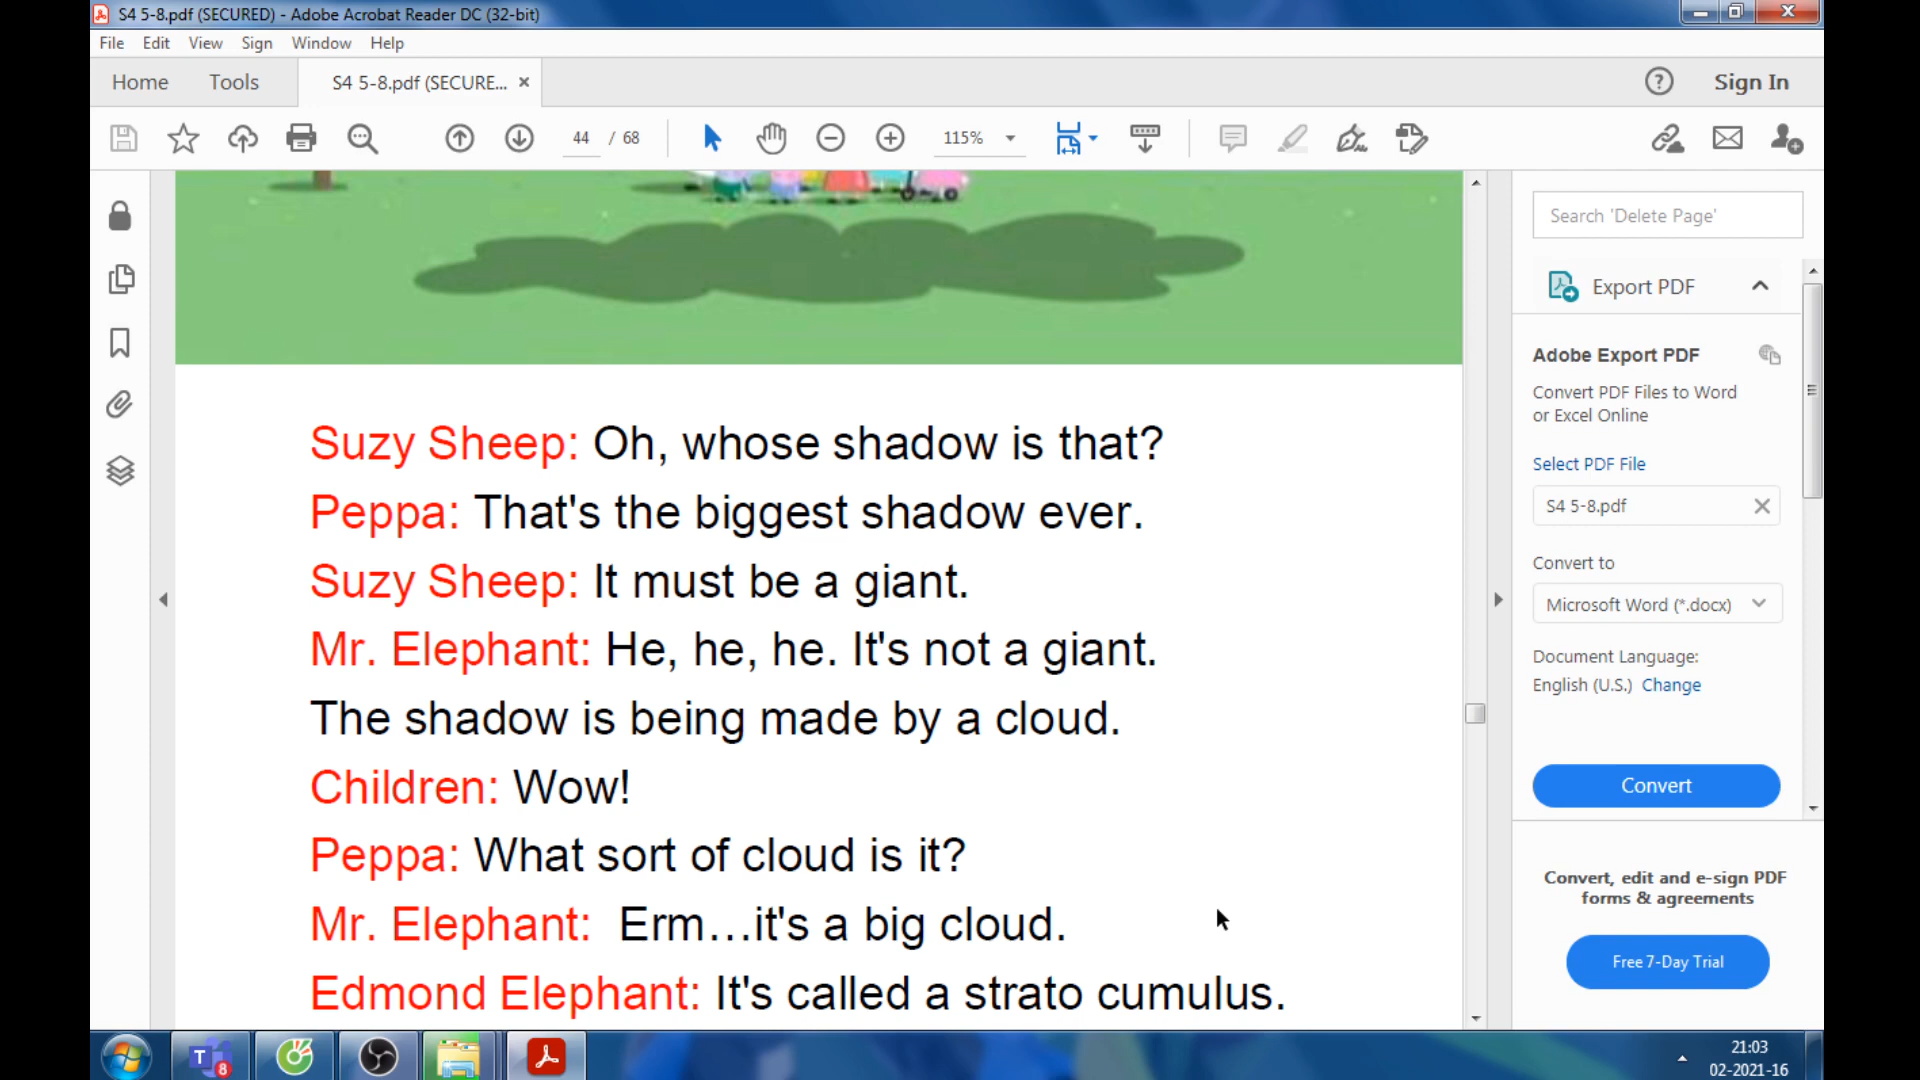 S4 5-8.pdf (SECURED) - Adobe Acrobat Reader DC (32-bit)
File Edit View Sign Window Help
Home Tools S4 5-8.pdf (SECURE... × Sign In
44 / 68 115%
Search 'Delete Page'
Export PDF
Adobe Export PDF
Convert PDF Files to Word
or Excel Online
Select PDF File
S4 5-8.pdf
Convert to
Microsoft Word (*.docx)
Document Language:
English (U.S.) Change
Convert
Convert, edit and e-sign PDF
forms & agreements
Free 7-Day Trial
Suzy Sheep: Oh, whose shadow is that?
Peppa: That's the biggest shadow ever.
Suzy Sheep: It must be a giant.
Mr. Elephant: He, he, he. It's not a giant.
The shadow is being made by a cloud.
Children: Wow!
Peppa: What sort of cloud is it?
Mr. Elephant: Erm…it's a big cloud.
Edmond Elephant: It's called a strato cumulus.
T 8
21:03
02-2021-16